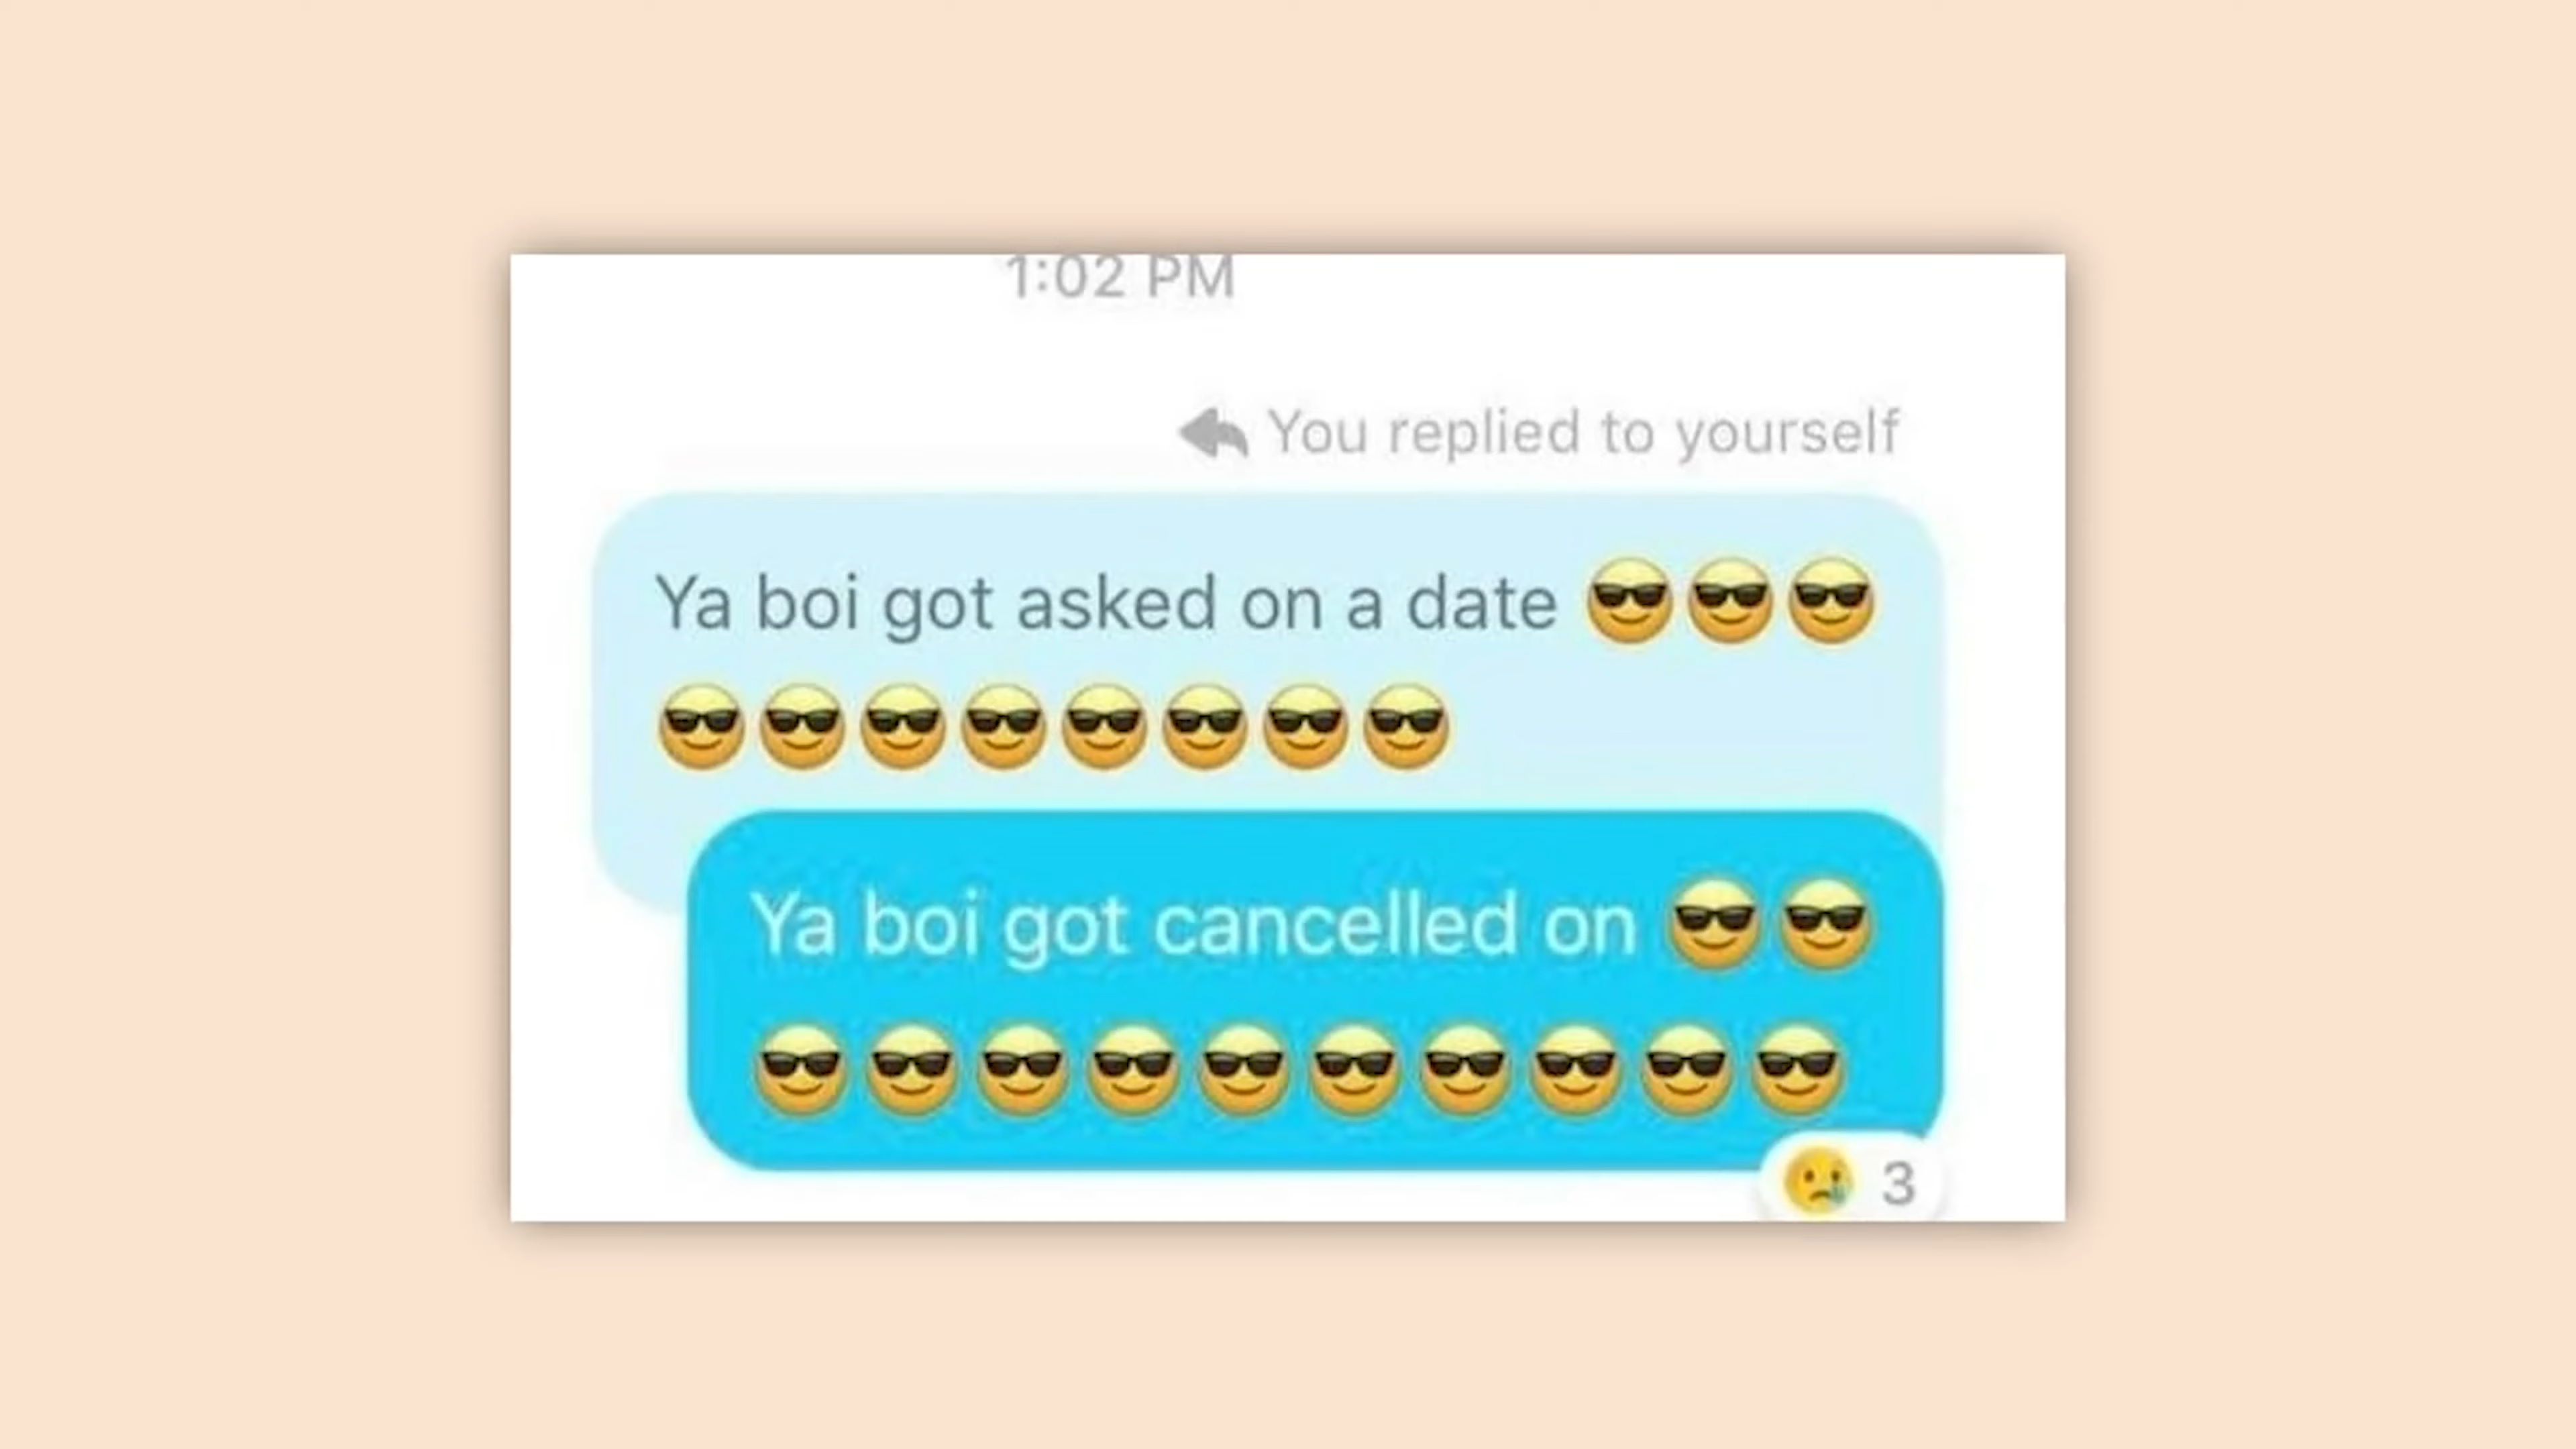 1:02 PM
You replied to yourself
Ya boi got asked on a date 😎😎😎
😎😎😎😎😎😎😎😎
Ya boi got cancelled on 😎😎
😎😎😎😎😎😎😎😎😎😎
😢 3